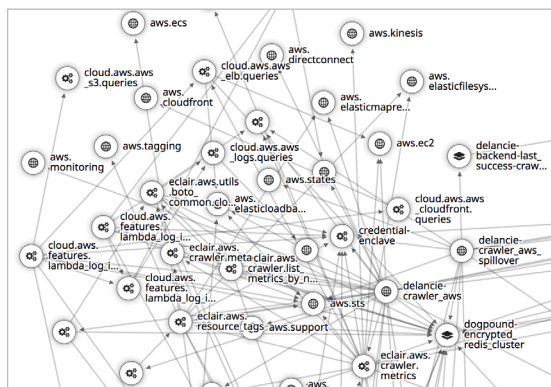 aws.ecs
aws.kinesis
aws.
directconnect
cloud.aws.aws
_s3.queries
cloud.aws.aws
_elb.queries
aws.
elasticfilesys...
aws.
cloudfront
aws.
elasticmapre...
aws.tagging
cloud.aws.aws
_logs.queries
aws.ec2
delancie-
backend-last_
success-craw...
aws.
monitoring
eclair.aws.utils
.boto_
common.clo...
aws.states
aws.
elasticloadba...
cloud.aws.aws
_cloudfront.
queries
cloud.aws.
features.
lambda_log_i...
credential-
enclave
cloud.aws.
features.
lambda_log_i...
eclair.aws.
crawler.meta
clair.aws.
crawler.list_
metrics_by_n...
delancie-
crawler_aws_
spillover
cloud.aws.
features.
lambda_log_i...
aws.sts
delancie-
crawler_aws
eclair.aws.
resource_tags
aws.support
dogpound-
encrypted_
redis_cluster
eclair.aws.
crawler.
metrics
aws.